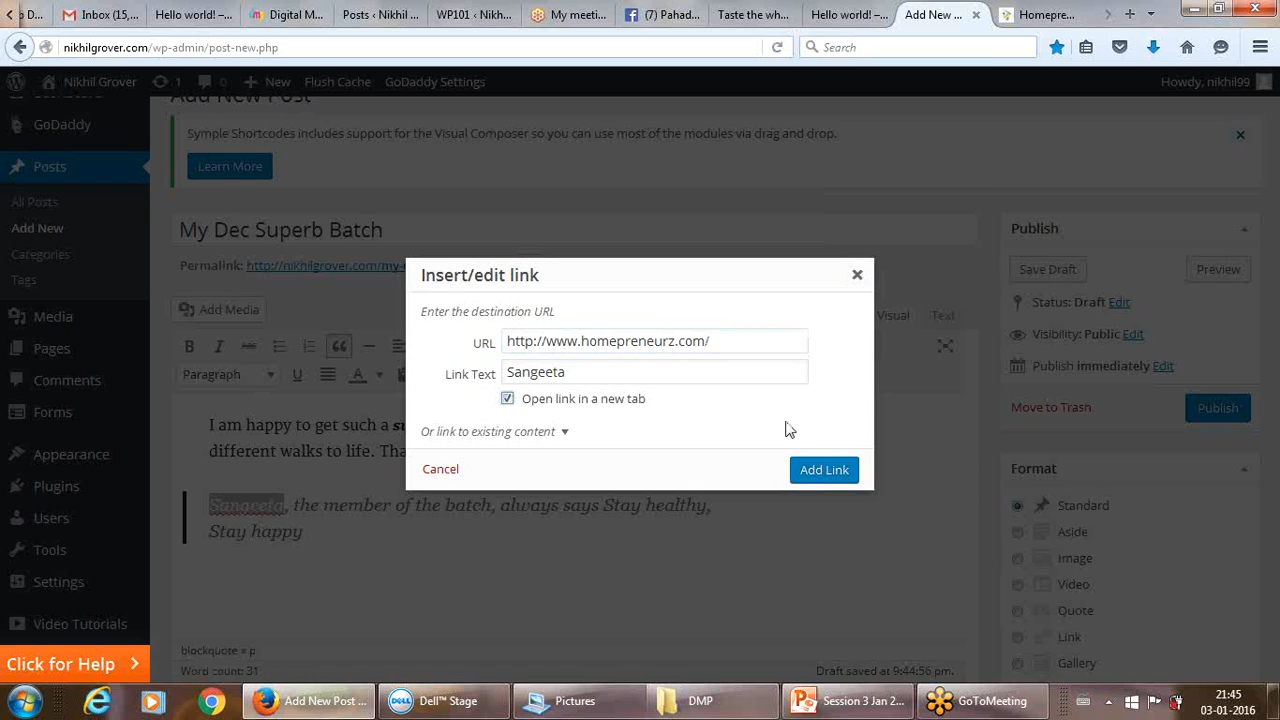 p D...
Inbox (15,...
Hello world! –...
Digital M...
Posts ‹ Nikhil ...
WP101 ‹ Nikh...
My meeti...
(7) Pahad...
Taste the wh...
Hello world! –...
Add New ...
Homepre...
nikhilgrover.com/wp-admin/post-new.php
Search
Nikhil Grover
1
0
New
Flush Cache
GoDaddy Settings
Howdy, nikhil99
Dashboard
GoDaddy
Posts
All Posts
Add New
Categories
Tags
Media
Pages
Comments
Forms
Appearance
Plugins
Users
Tools
Settings
Video Tutorials
Click for Help
Add New Post
Symple Shortcodes includes support for the Visual Composer so you can use most of the modules via drag and drop.
Learn More
My Dec Superb Batch
Permalink: http://nikhilgrover.com/my-
Add Media
Visual
Text
B I ABC
Paragraph
U
A
I am happy to get such a su
different walks to life. Tha
Sangeeta, the member of the batch, always says Stay healthy,
Stay happy
blockquote » p
Word count: 31
Draft saved at 9:44:56 pm.
Insert/edit link
Enter the destination URL
URL
http://www.homepreneurz.com/
Link Text
Sangeeta
Open link in a new tab
Or link to existing content
Cancel
Add Link
Publish
Save Draft
Preview
Status: Draft Edit
Visibility: Public Edit
Publish immediately Edit
Move to Trash
Publish
Format
Standard
Aside
Image
Video
Quote
Link
Gallery
Add New Post ...
DELL
Dell™ Stage
Pictures
DMP
Session 3 Jan 2...
GoToMeeting
21:45
03-01-2016